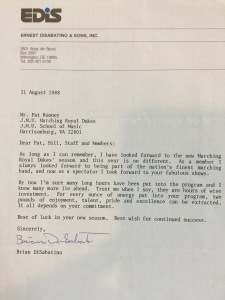 EDiS
ERNEST DISABATINO & SONS, INC.
Wilmington, DE
31 August 1988
Mr. Pat Rooney
J.M.U. Marching Royal Dukes
J.M.U. School of Music
Harrisonburg, VA 22801
Dear Pat, Bill, Staff and Members:
As long as I can remember, I have looked forward to the new Marching
Royal Dukes' season and this year is no different. As a member I
always looked forward to being part of the nation's finest marching
band, and now as a spectator I look forward to your fabulous shows.
By now I'm sure many long hours have been put into the program and I
know many more lie ahead. Trust me when I say, they are hours of wise
investment. For every ounce of energy put into your program, two
pounds of enjoyment, talent, pride and excellence can be extracted.
It all depends on your commitment.
Best of luck in your new season. Best wish for continued success.
Sincerely,
Brian DiSabatino
Brian DiSabatino